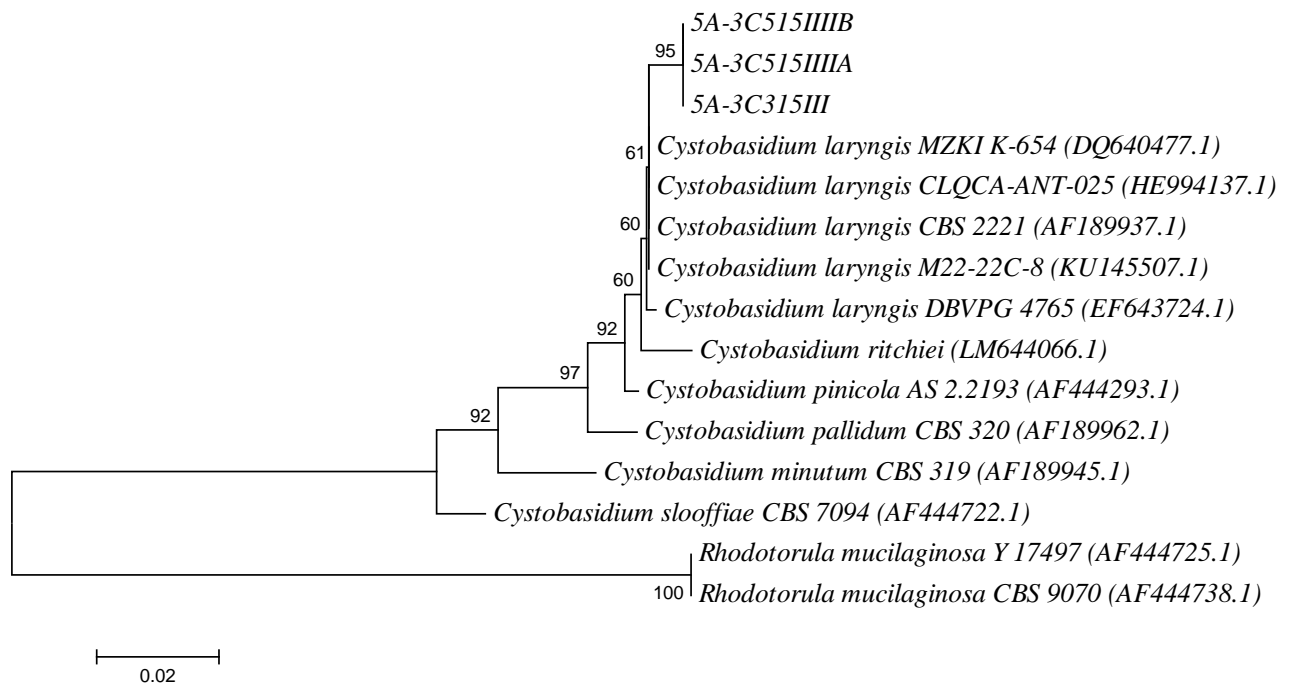 5A-3C515IIIIB
95
5A-3C515IIIIA
5A-3C315III
Cystobasidium laryngis MZKI K-654 (DQ640477.1)
61
Cystobasidium laryngis CLQCA-ANT-025 (HE994137.1)
60
Cystobasidium laryngis CBS 2221 (AF189937.1)
Cystobasidium laryngis M22-22C-8 (KU145507.1)
60
Cystobasidium laryngis DBVPG 4765 (EF643724.1)
92
Cystobasidium ritchiei (LM644066.1)
97
Cystobasidium pinicola AS 2.2193 (AF444293.1)
92
Cystobasidium pallidum CBS 320 (AF189962.1)
Cystobasidium minutum CBS 319 (AF189945.1)
Cystobasidium slooffiae CBS 7094 (AF444722.1)
Rhodotorula mucilaginosa Y 17497 (AF444725.1)
100
Rhodotorula mucilaginosa CBS 9070 (AF444738.1)
0.02